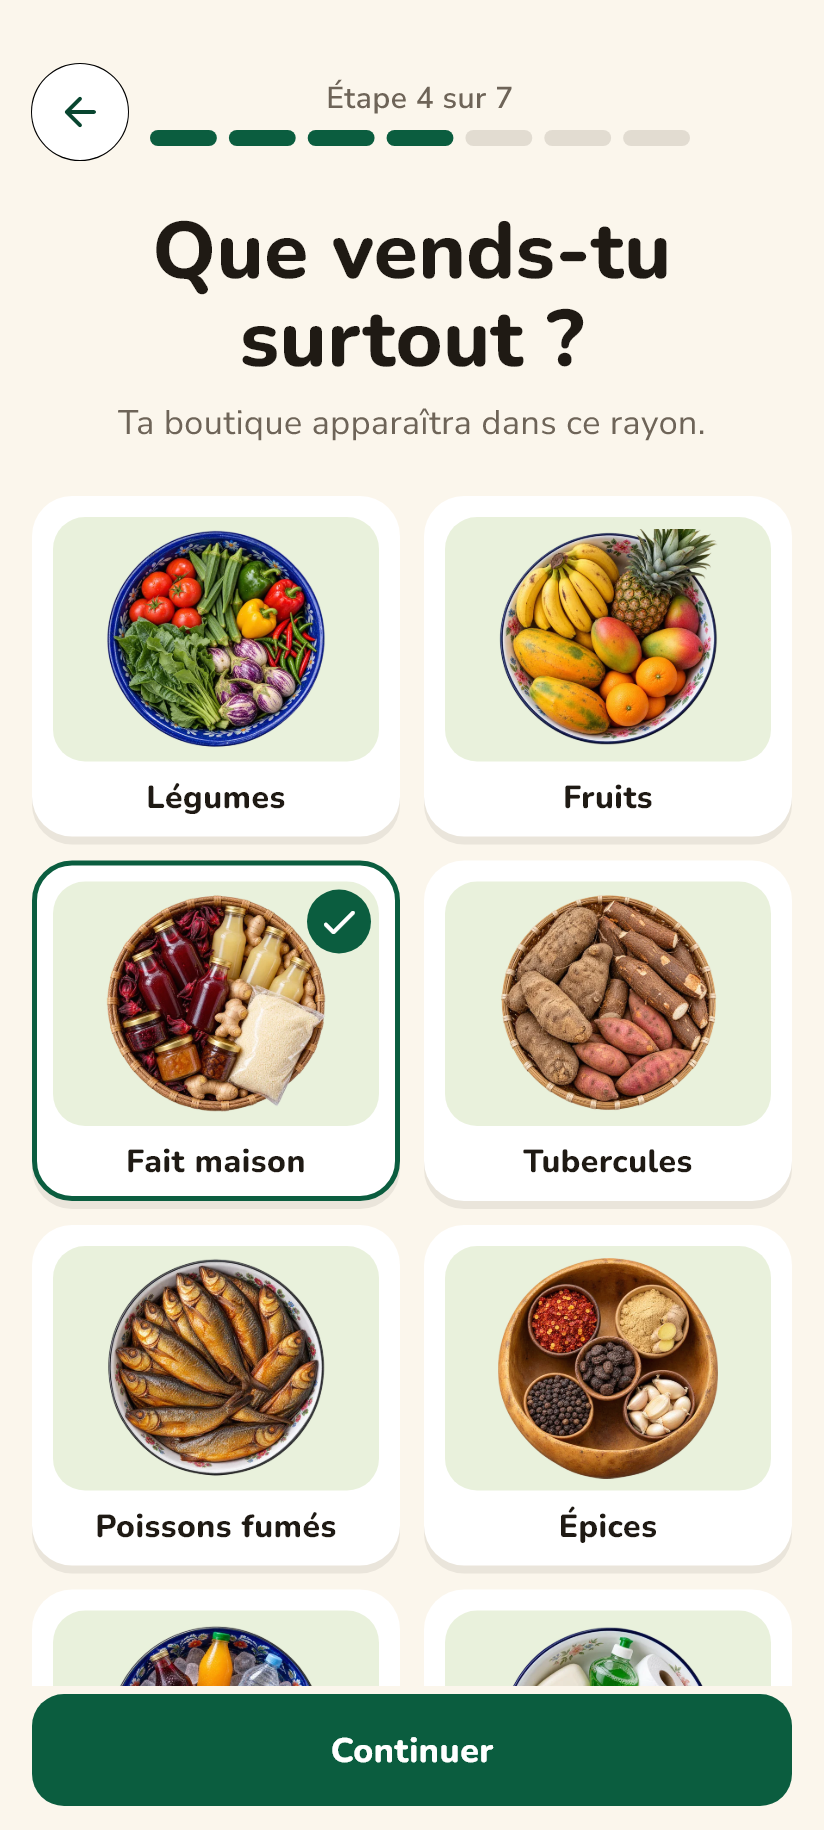 Étape 4 sur 7
Que vends-tu
surtout ?
Ta boutique apparaîtra dans ce rayon.
Légumes
Fruits
Fait maison
Tubercules
Poissons fumés
Épices
Continuer